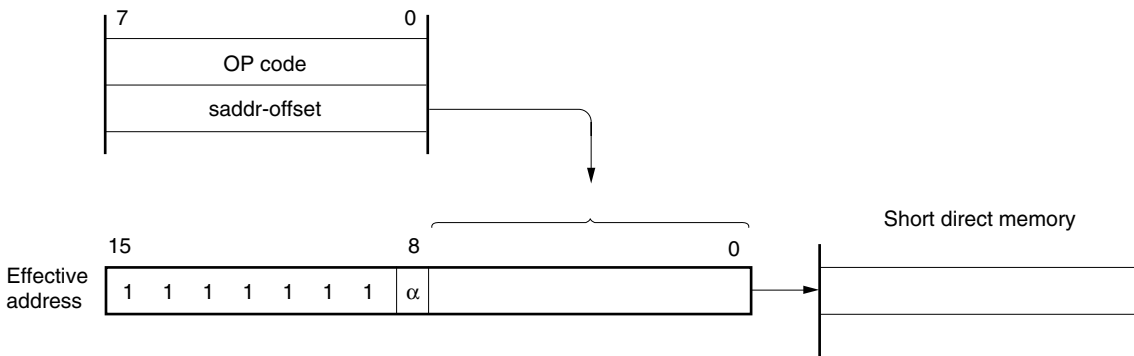 7 0
OP code
saddr-offset
Short direct memory
15 8 0
Effective
address
1 1 1 1 1 1 1 α